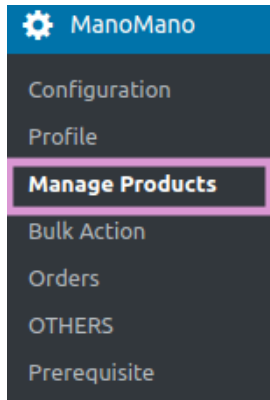 ManoMano
Configuration
Profile
Manage Products
Bulk Action
Orders
OTHERS
Prerequisite